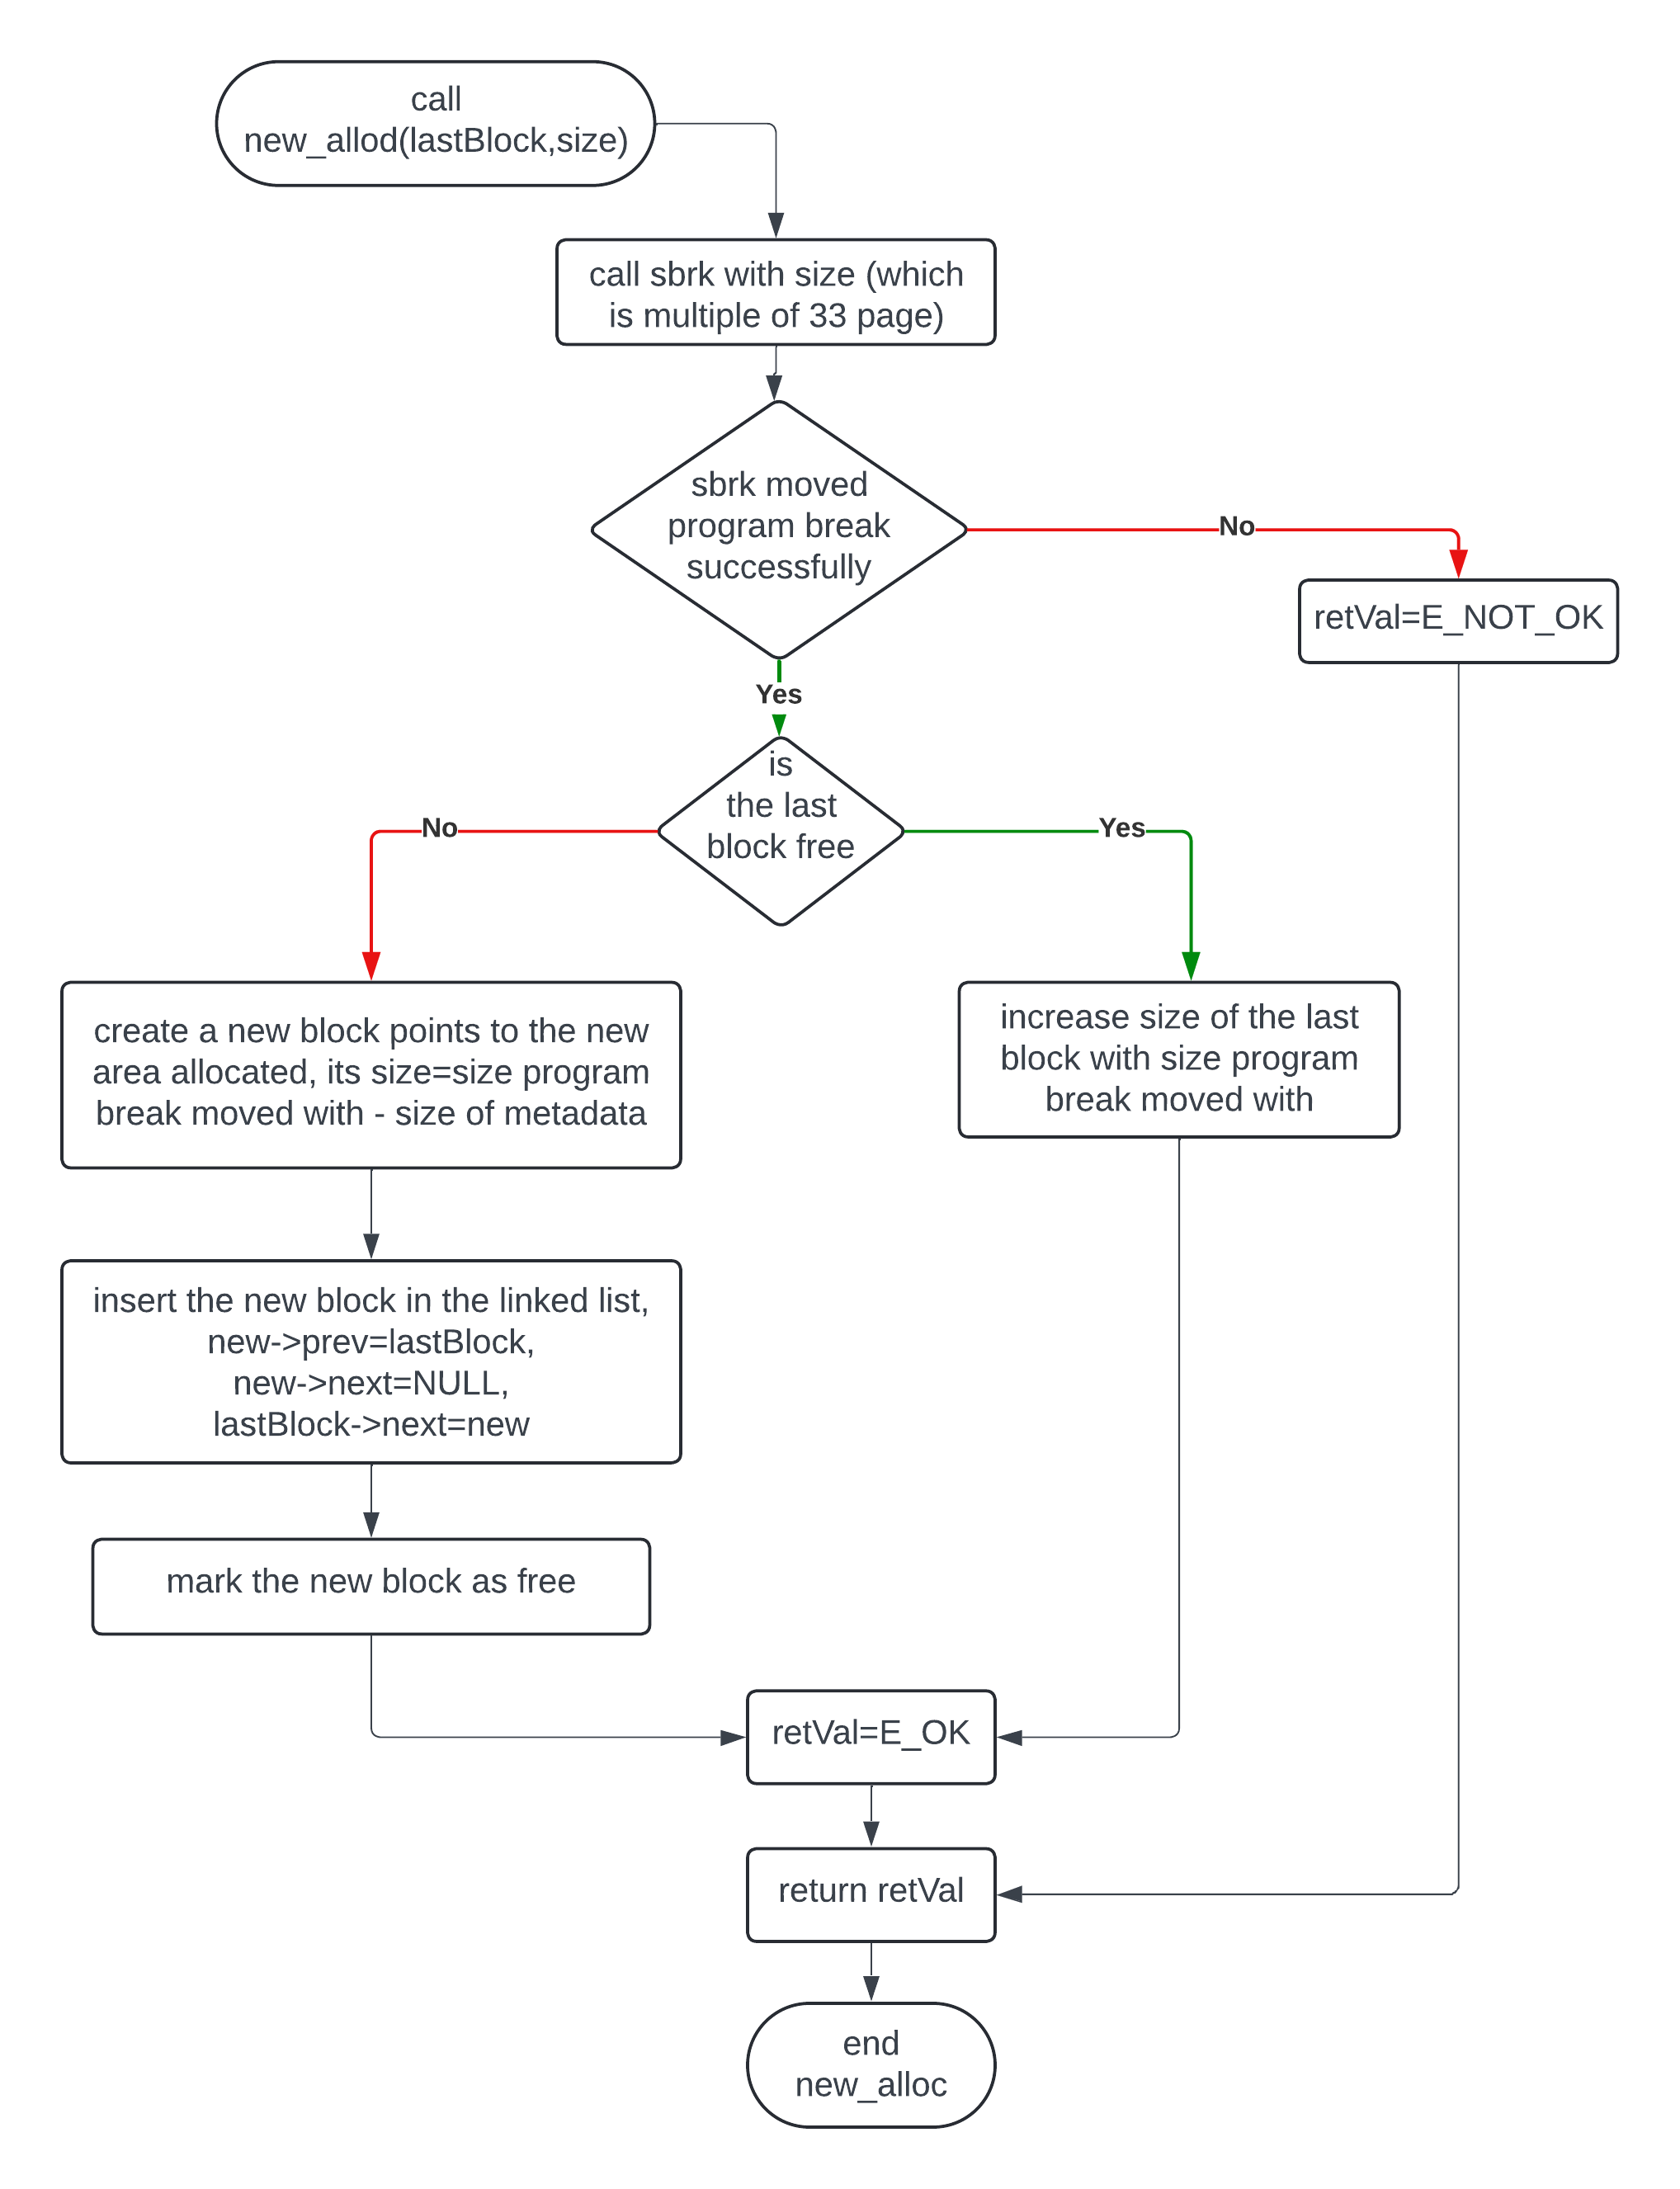 call
new_allod(lastBlock,size)
call sbrk with size (which
is multiple of 33 page)
sbrk moved
program break
successfully
No
retVal=E_NOT_OK
Yes
is
the last
block free
No
Yes
create a new block points to the new
area allocated, its size=size program
break moved with - size of metadata
increase size of the last
block with size program
break moved with
insert the new block in the linked list,
new->prev=lastBlock,
new->next=NULL,
lastBlock->next=new
mark the new block as free
retVal=E_OK
return retVal
end
new_alloc